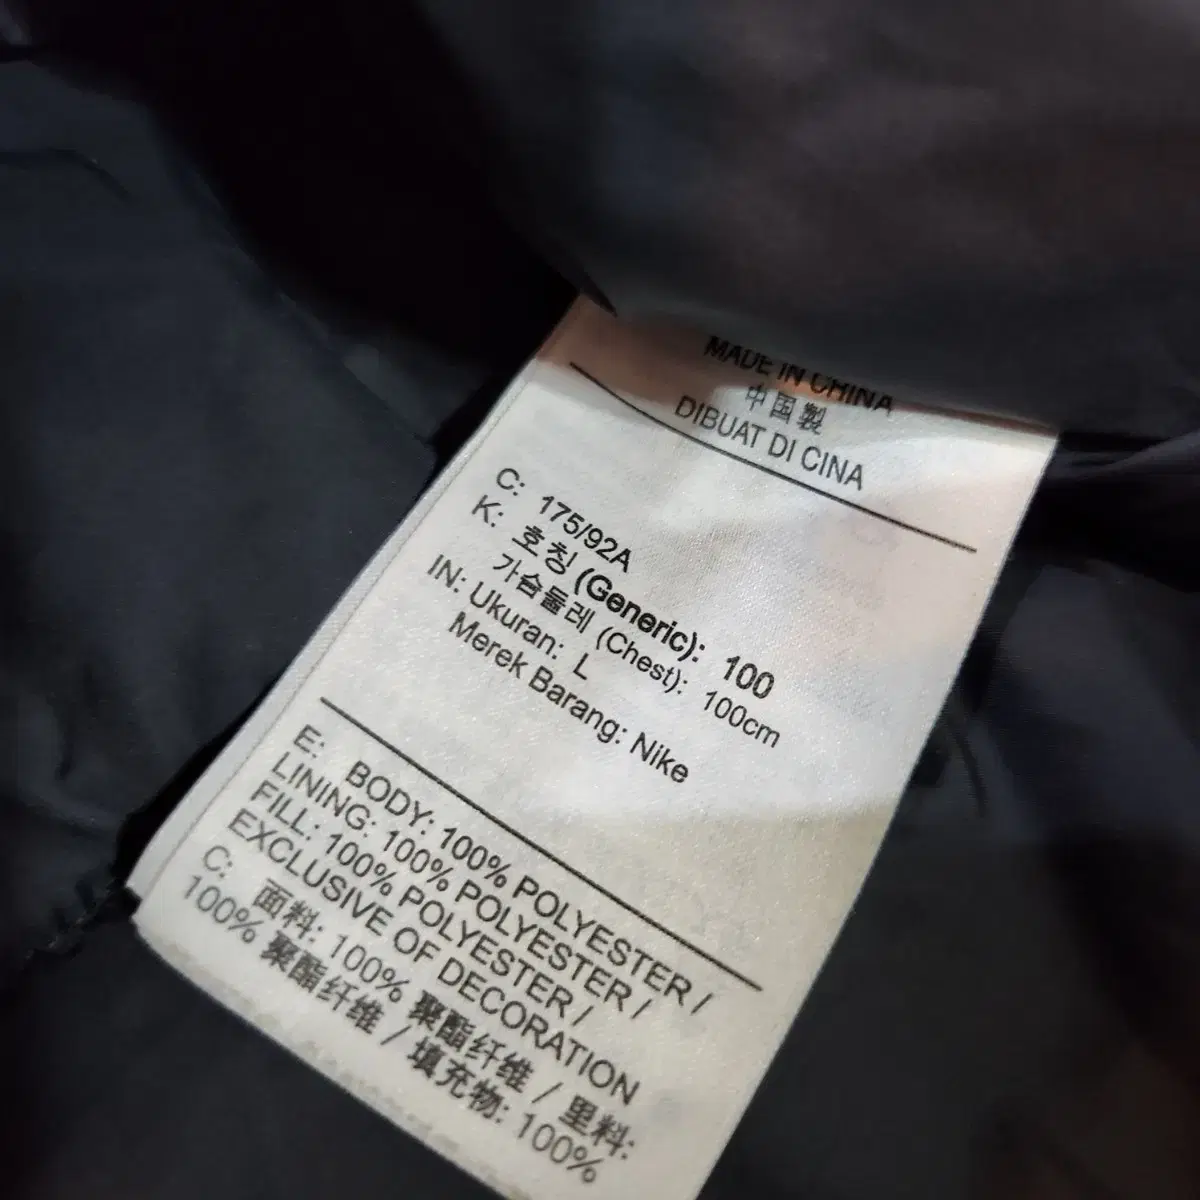 MADE IN CHINA
中国製
DIBUAT DI CINA
C: 175/92A
K: 호칭 (Generic): 100
가슴둘레 (Chest): 100cm
IN: Ukuran: L
Merek Barang: Nike
E: BODY: 100% POLYESTER /
LINING: 100% POLYESTER /
FILL: 100% POLYESTER /
EXCLUSIVE OF DECORATION
C: 面料: 100% 聚酯纤维 / 里料:
100% 聚酯纤维 / 填充物: 100%